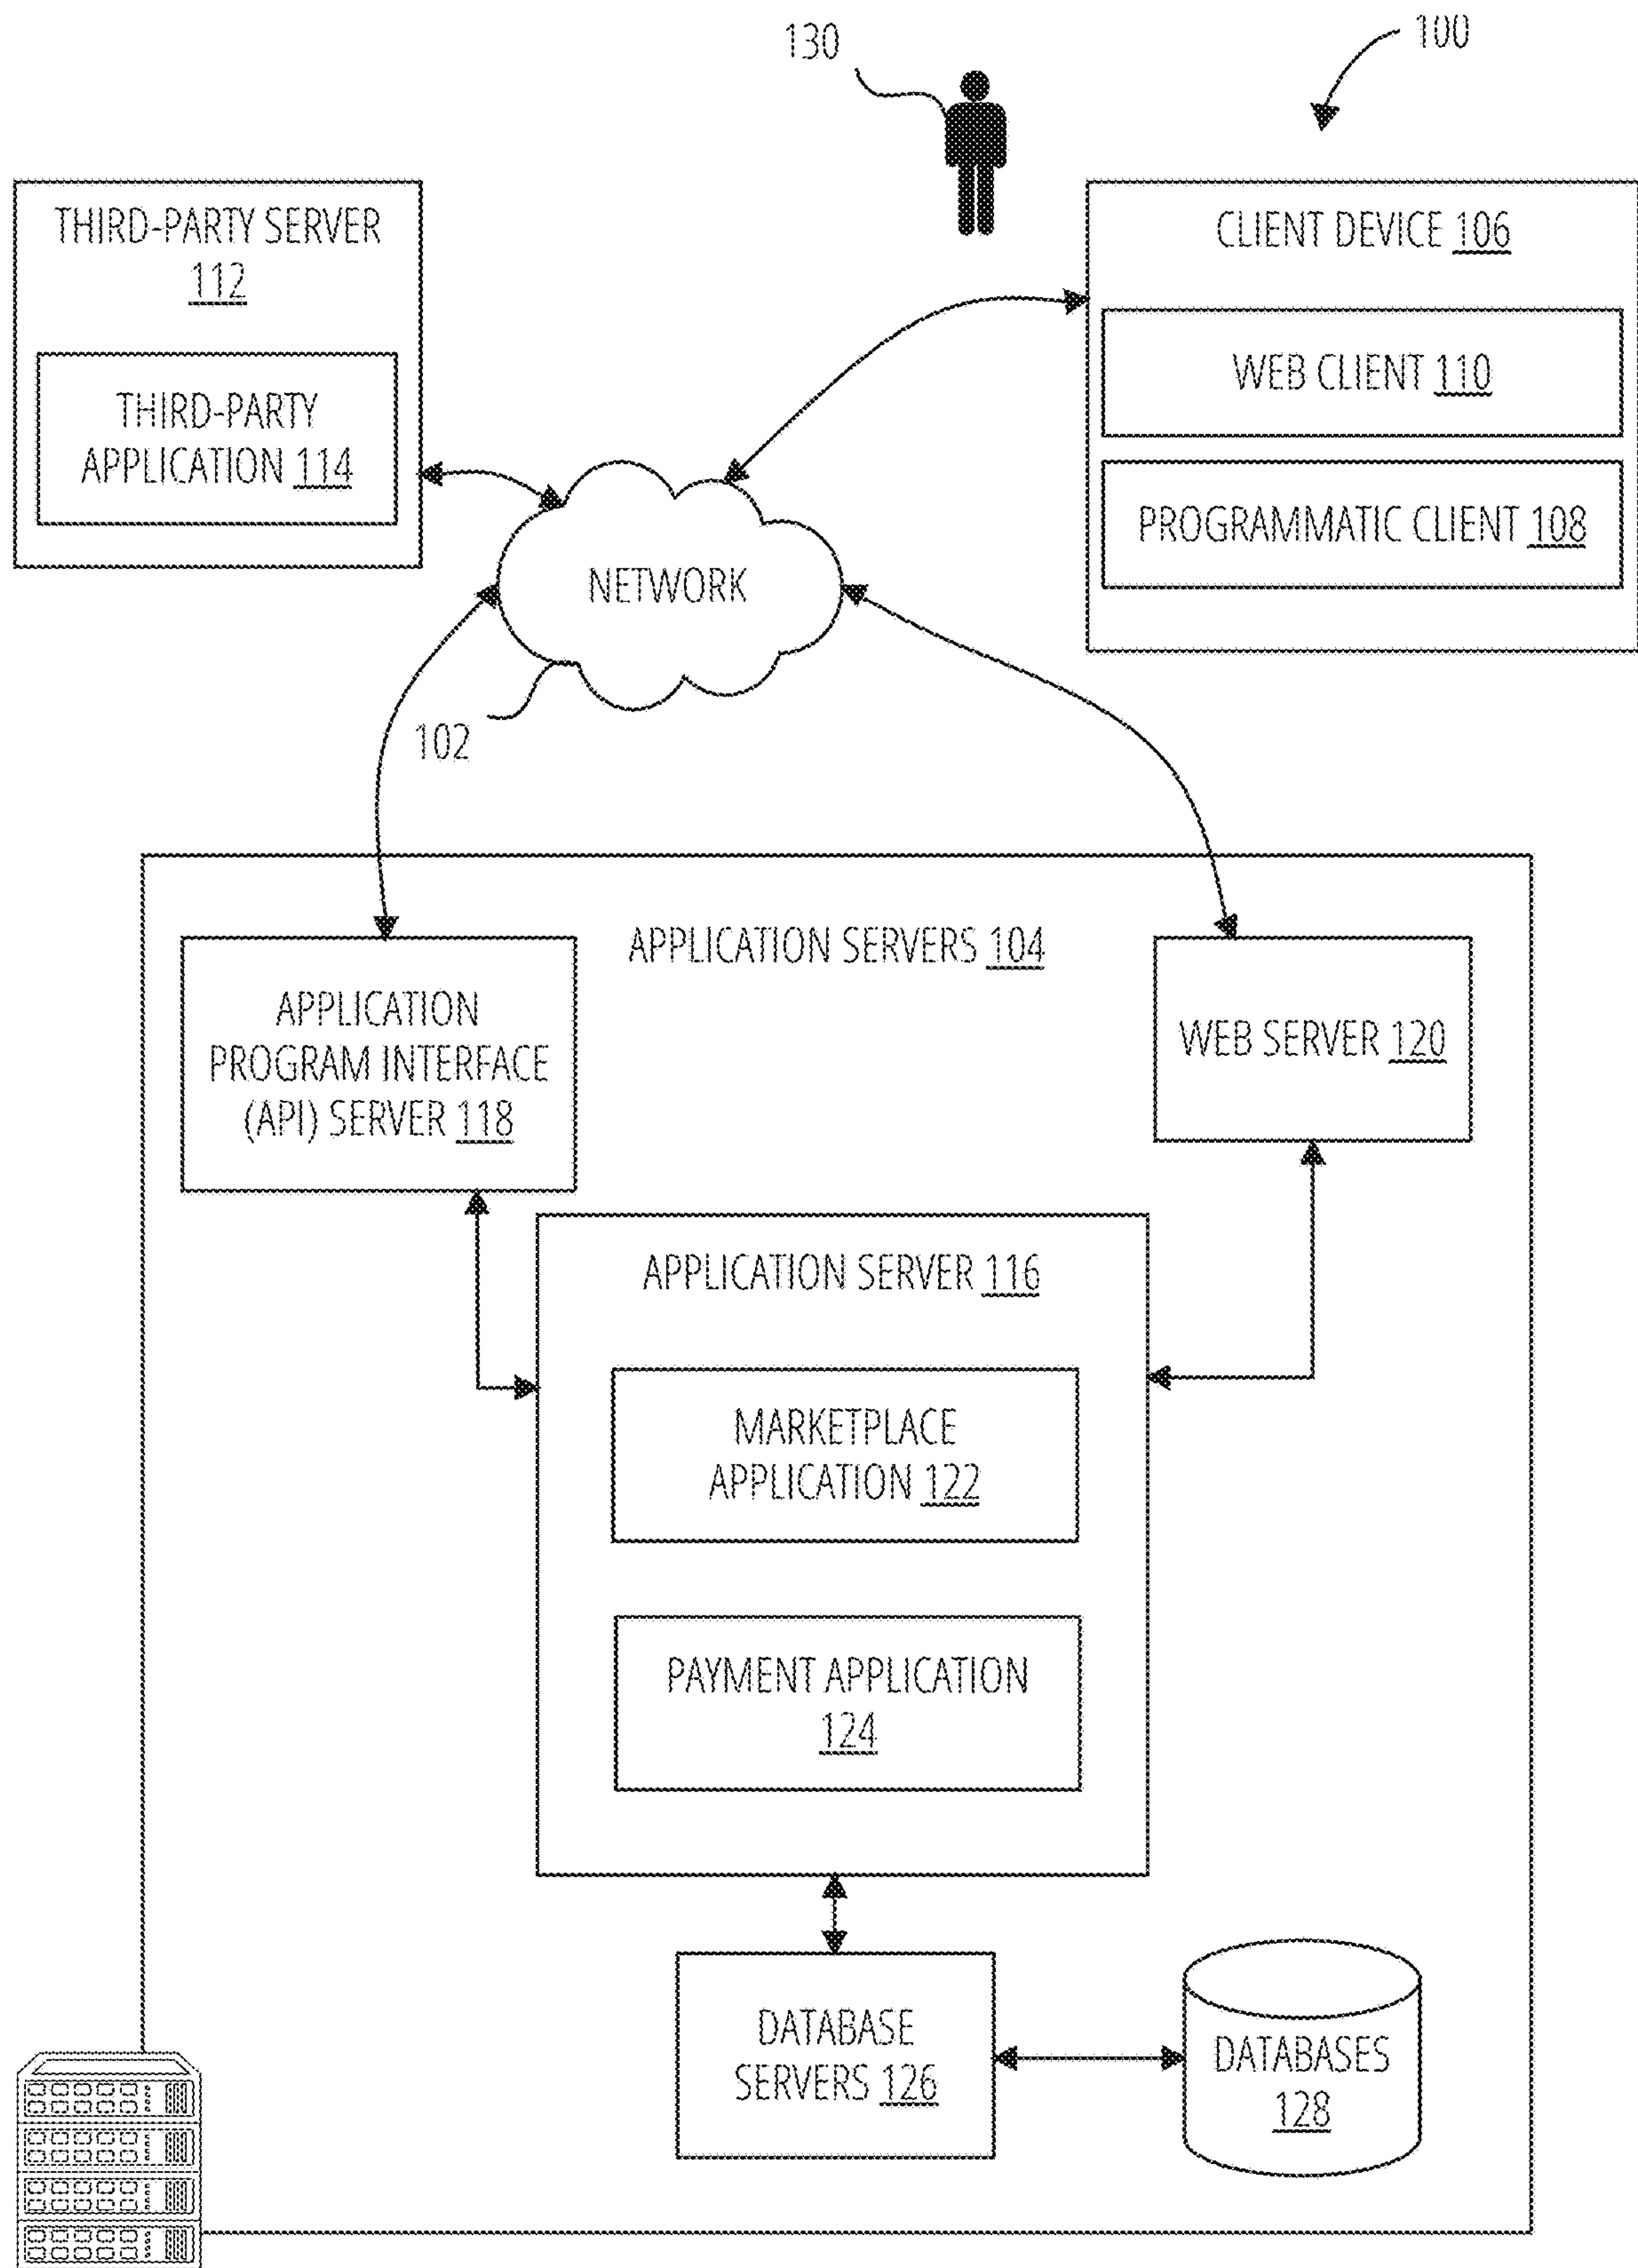 130
100
THIRD-PARTY SERVER
112
THIRD-PARTY
APPLICATION 114
CLIENT DEVICE 106
WEB CLIENT 110
PROGRAMMATIC CLIENT 108
NETWORK
102
APPLICATION SERVERS 104
APPLICATION
PROGRAM INTERFACE
(API) SERVER 118
WEB SERVER 120
APPLICATION SERVER 116
MARKETPLACE
APPLICATION 122
PAYMENT APPLICATION
124
DATABASE
SERVERS 126
DATABASES
128